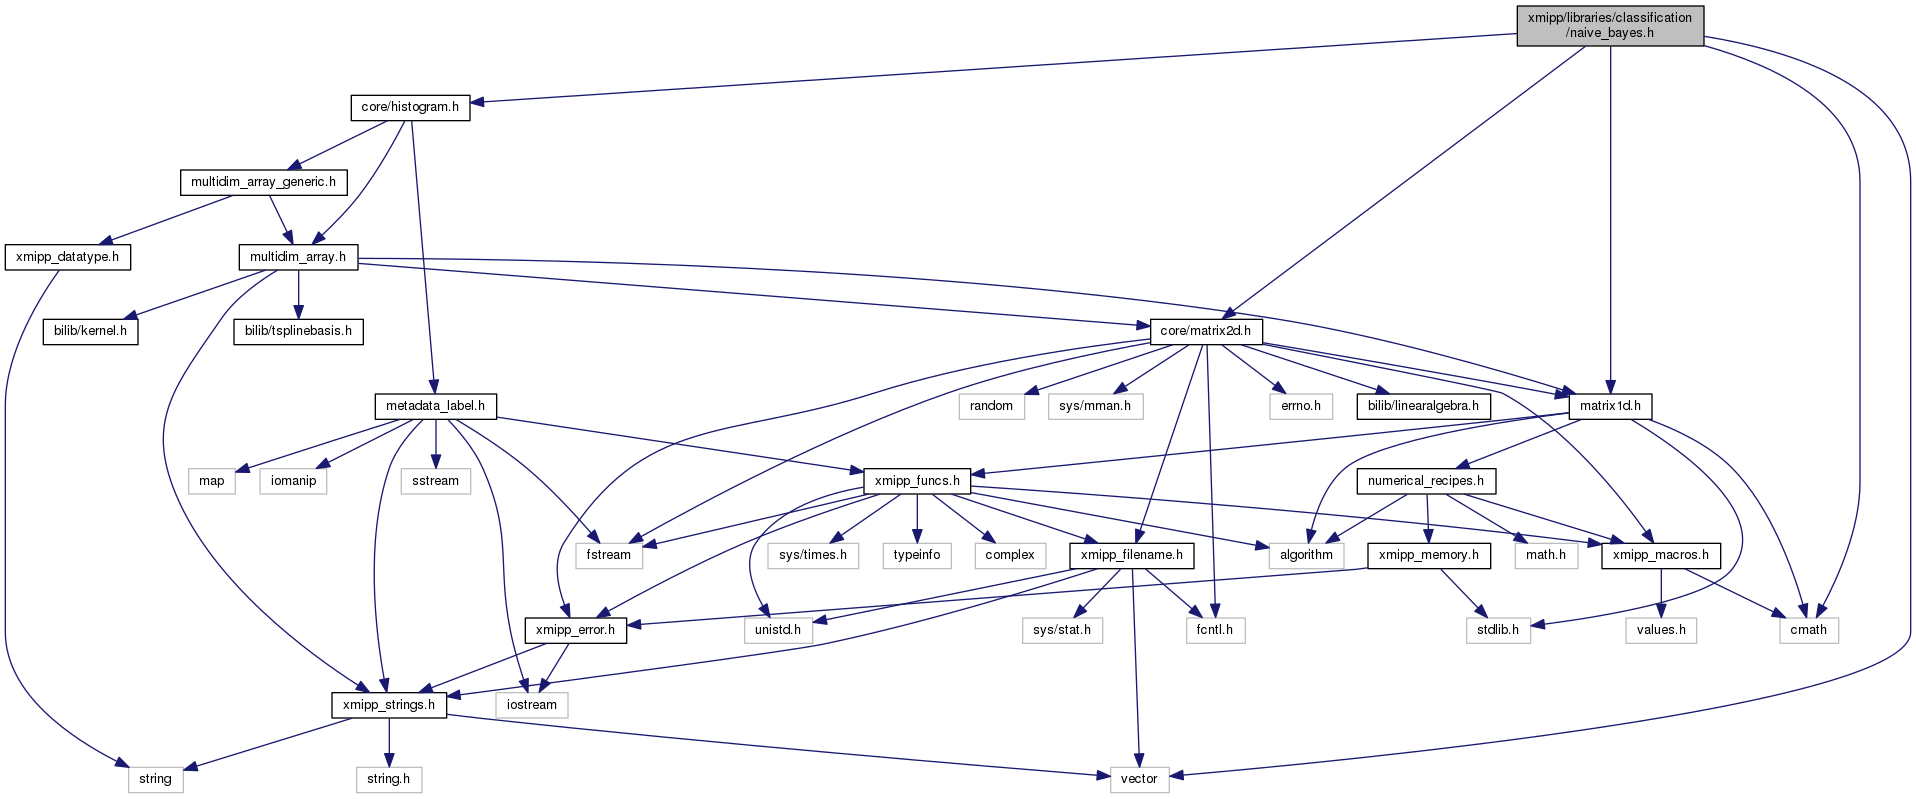 xmipp/libraries/classification
/naive_bayes.h
core/histogram.h
multidim_array_generic.h
xmipp_datatype.h
multidim_array.h
bilib/kernel.h
bilib/tsplinebasis.h
core/matrix2d.h
metadata_label.h
random
sys/mman.h
errno.h
bilib/linearalgebra.h
matrix1d.h
map
iomanip
sstream
xmipp_funcs.h
numerical_recipes.h
fstream
sys/times.h
typeinfo
complex
xmipp_filename.h
algorithm
xmipp_memory.h
math.h
xmipp_macros.h
xmipp_error.h
unistd.h
sys/stat.h
fcntl.h
stdlib.h
values.h
cmath
xmipp_strings.h
iostream
string
string.h
vector